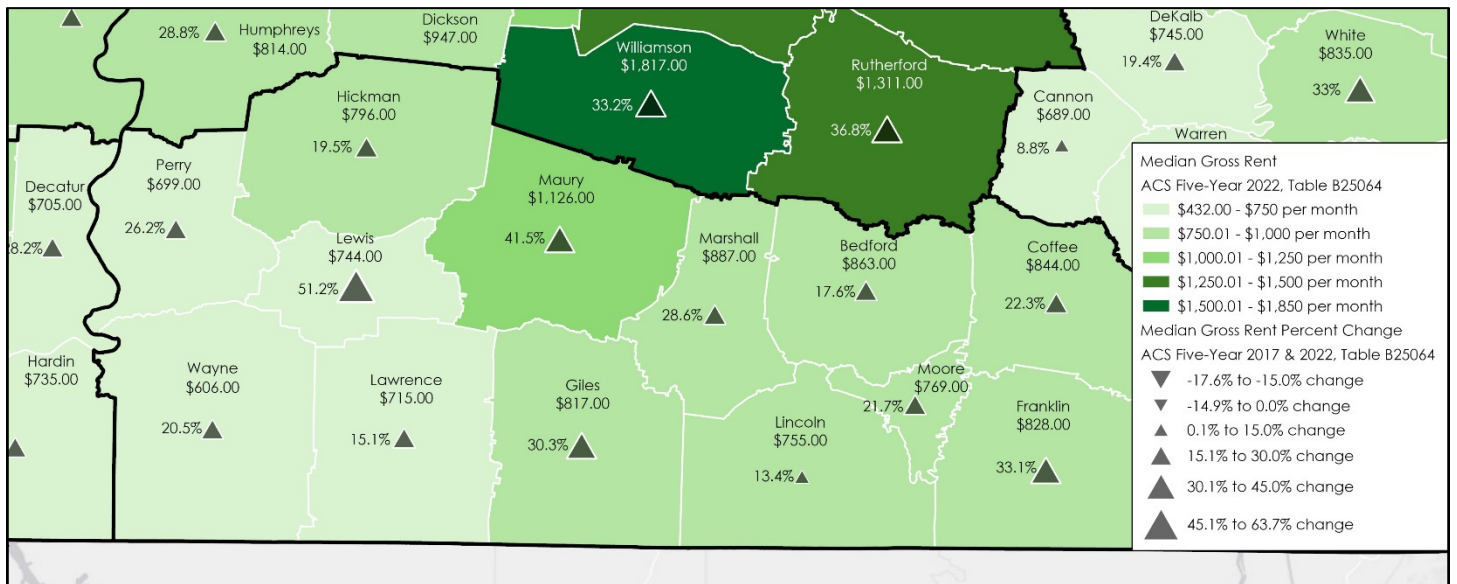 28.8%
Humphreys
$814.00
Dickson
$947.00
Williamson
$1,817.00
33.2%
Rutherford
$1,311.00
36.8%
DeKalb
$745.00
19.4%
White
$835.00
33%
Cannon
$689.00
8.8%
Warren
Hickman
$796.00
19.5%
Perry
$699.00
26.2%
Decatur
$705.00
8.2%
Lewis
$744.00
51.2%
Maury
$1,126.00
41.5%
Marshall
$887.00
28.6%
Bedford
$863.00
17.6%
Coffee
$844.00
22.3%
Hardin
$735.00
Wayne
$606.00
20.5%
Lawrence
$715.00
15.1%
Giles
$817.00
30.3%
Lincoln
$755.00
13.4%
Moore
$769.00
21.7%
Franklin
$828.00
33.1%
Median Gross Rent
ACS Five-Year 2022, Table B25064
$432.00 - $750 per month
$750.01 - $1,000 per month
$1,000.01 - $1,250 per month
$1,250.01 - $1,500 per month
$1,500.01 - $1,850 per month
Median Gross Rent Percent Change
ACS Five-Year 2017 & 2022, Table B25064
-17.6% to -15.0% change
-14.9% to 0.0% change
0.1% to 15.0% change
15.1% to 30.0% change
30.1% to 45.0% change
45.1% to 63.7% change